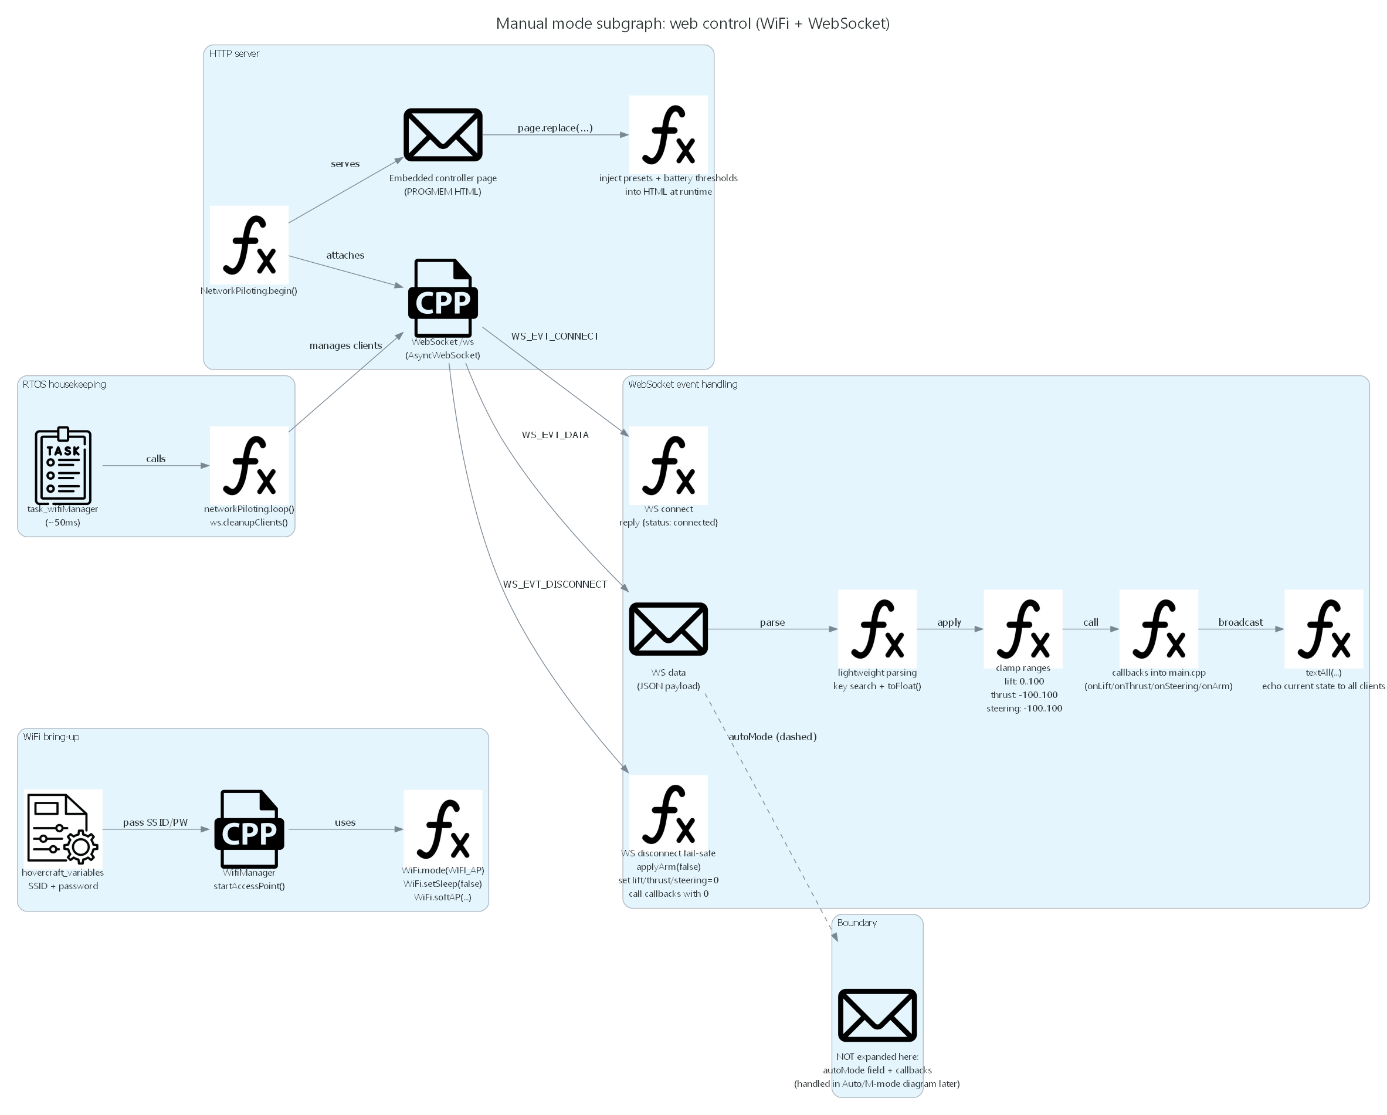 Manual mode subgraph: web control (WiFi + WebSocket)
HTTP server
page.replace(...)
serves
Embedded controller page
(PROGMEM HTML)
inject presets + battery thresholds
into HTML at runtime
attaches
NetworkPiloting.begin()
CPP
WebSocket /ws
(AsyncWebSocket)
manages clients
WS_EVT_CONNECT
RTOS housekeeping
WebSocket event handling
WS_EVT_DATA
TASK
calls
task_wifiManager
(~50ms)
networkPiloting.loop()
ws.cleanupClients()
WS connect
reply {status: connected}
WS_EVT_DISCONNECT
parse
apply
call
broadcast
WS data
(JSON payload)
lightweight parsing
key search + toFloat()
clamp ranges
lift: 0..100
thrust: -100..100
steering: -100..100
callbacks into main.cpp
(onLift/onThrust/onSteering/onArm)
textAll(...)
echo current state to all clients
autoMode (dashed)
WiFi bring-up
pass SSID/PW
CPP
uses
hovercraft_variables
SSID + password
WifiManager
startAccessPoint()
WiFi.mode(WIFI_AP)
WiFi.setSleep(false)
WiFi.softAP(...)
WS disconnect fail-safe
applyArm(false)
set lift/thrust/steering=0
call callbacks with 0
Boundary
NOT expanded here:
autoMode field + callbacks
(handled in Auto/M-mode diagram later)